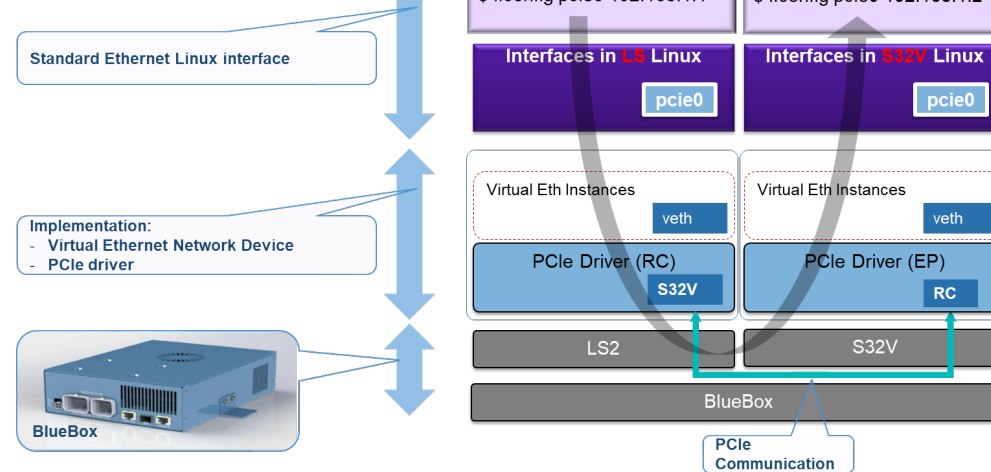 Standard Ethernet Linux interface
Interfaces in LS Linux
pcie0
Interfaces in S32V Linux
pcie0
Implementation:
- Virtual Ethernet Network Device
- PCIe driver
Virtual Eth Instances
veth
Virtual Eth Instances
veth
PCIe Driver (RC)
S32V
PCIe Driver (EP)
RC
LS2
S32V
BlueBox
BlueBox
PCIe
Communication